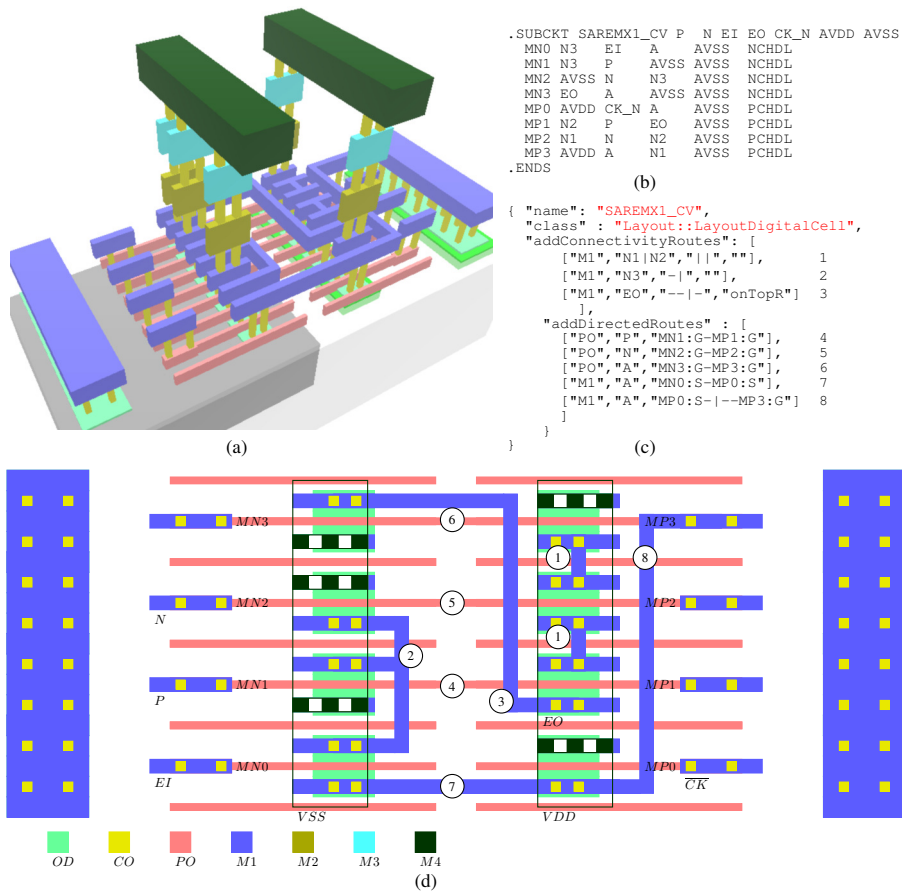 .SUBCKT SAREMX1_CV P N EI EO CK_N AVDD AVSS
MN0 N3 EI A AVSS NCHDL
MN1 N3 P AVSS AVSS NCHDL
MN2 AVSS N N3 AVSS NCHDL
MN3 EO A AVSS AVSS NCHDL
MP0 AVDD CK_N A AVSS PCHDL
MP1 N2 P EO AVSS PCHDL
MP2 N1 N N2 AVSS PCHDL
MP3 AVDD A N1 AVSS PCHDL
.ENDS
(b)
{ "name": "SAREMX1_CV",
"class" : "Layout::LayoutDigitalCell",
"addConnectivityRoutes": [
["M1","N1|N2","||",""], 1
["M1","N3","-|",""], 2
["M1","EO","--|-","onTopR"] 3
],
"addDirectedRoutes" : [
["PO","P","MN1:G-MP1:G"], 4
["PO","N","MN2:G-MP2:G"], 5
["PO","A","MN3:G-MP3:G"], 6
["M1","A","MN0:S-MP0:S"], 7
["M1","A","MP0:S-|--MP3:G"] 8
]
}
}
(a)
(c)
MN3 6 MP3
1 8
MN2 5 MP2
N
1
2
MN1 4 MP1
P
3
EO
MN0 MP0
EI 7 CK
VSS VDD
OD CO PO M1 M2 M3 M4
(d)